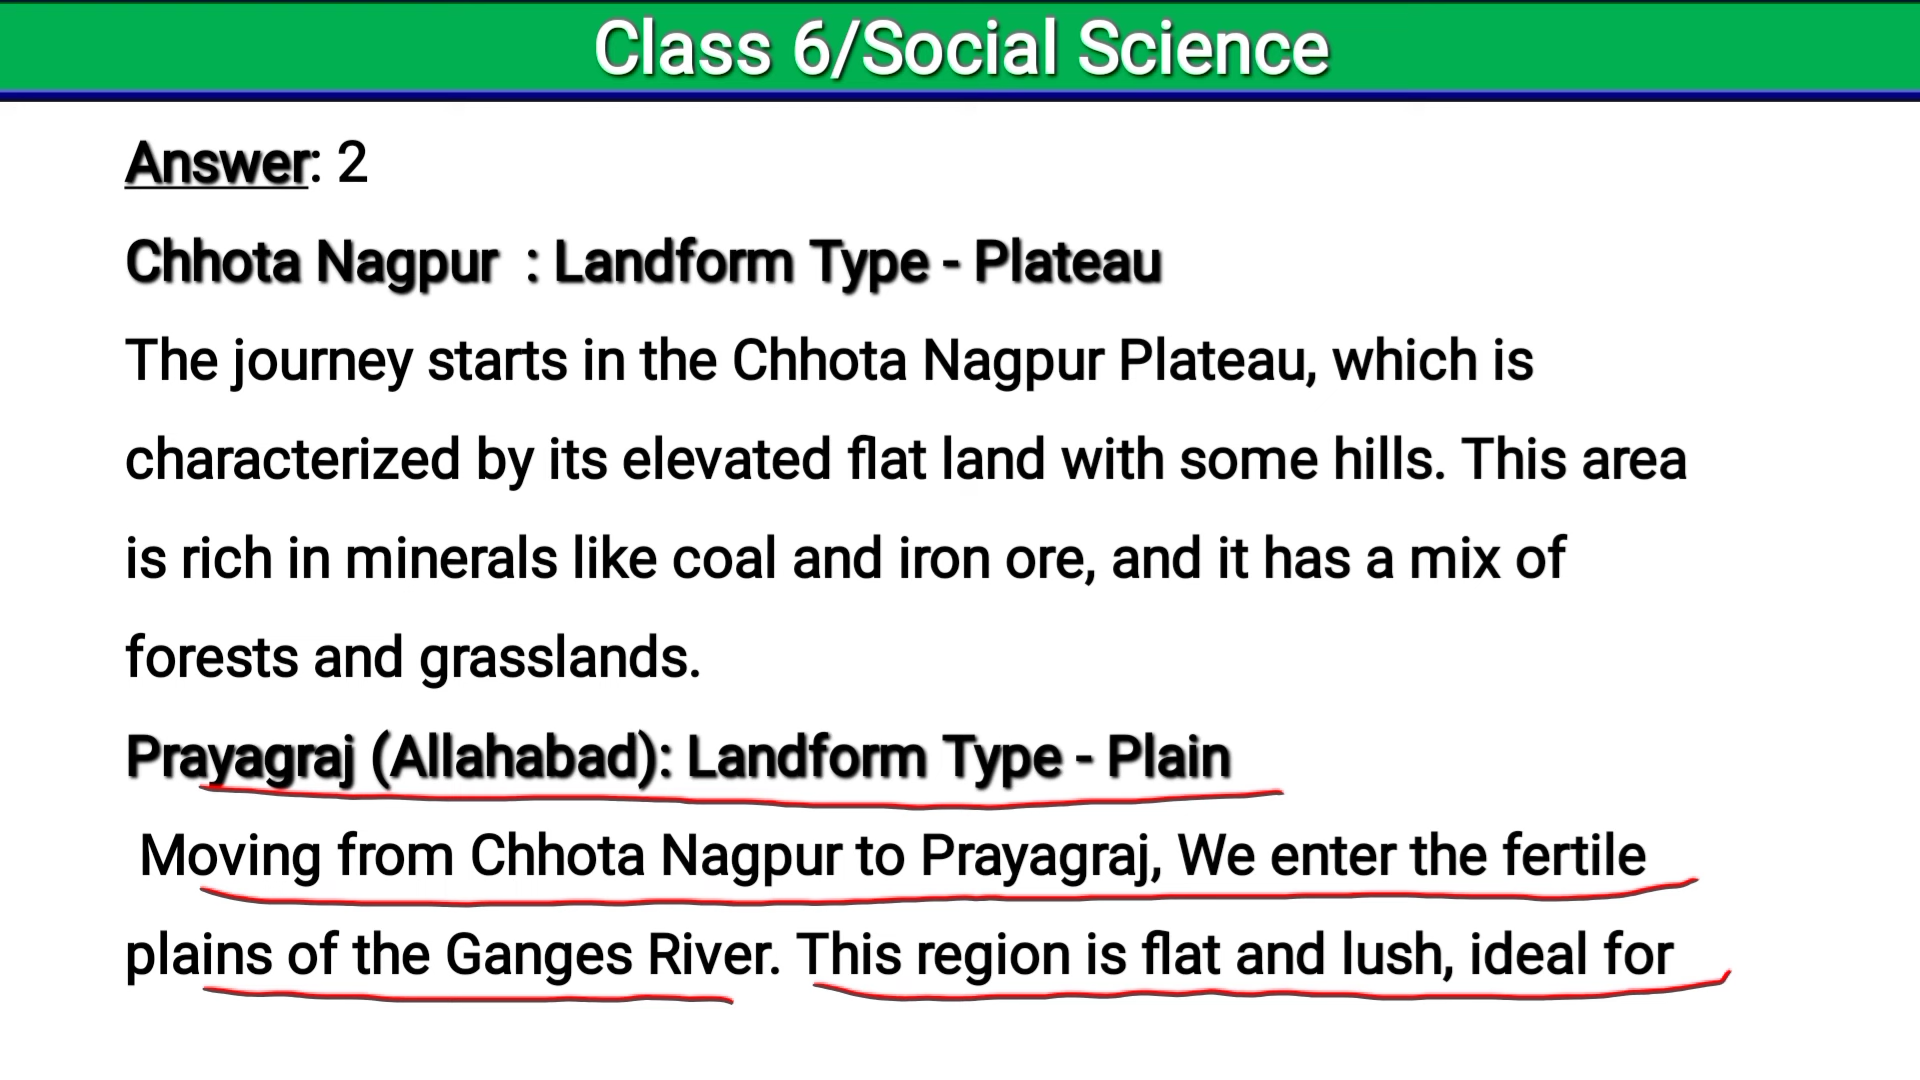 Class 6/Social Science
Answer: 2
Chhota Nagpur : Landform Type - Plateau
The journey starts in the Chhota Nagpur Plateau, which is
characterized by its elevated flat land with some hills. This area
is rich in minerals like coal and iron ore, and it has a mix of
forests and grasslands.
Prayagraj (Allahabad): Landform Type - Plain
Moving from Chhota Nagpur to Prayagraj, We enter the fertile
plains of the Ganges River. This region is flat and lush, ideal for